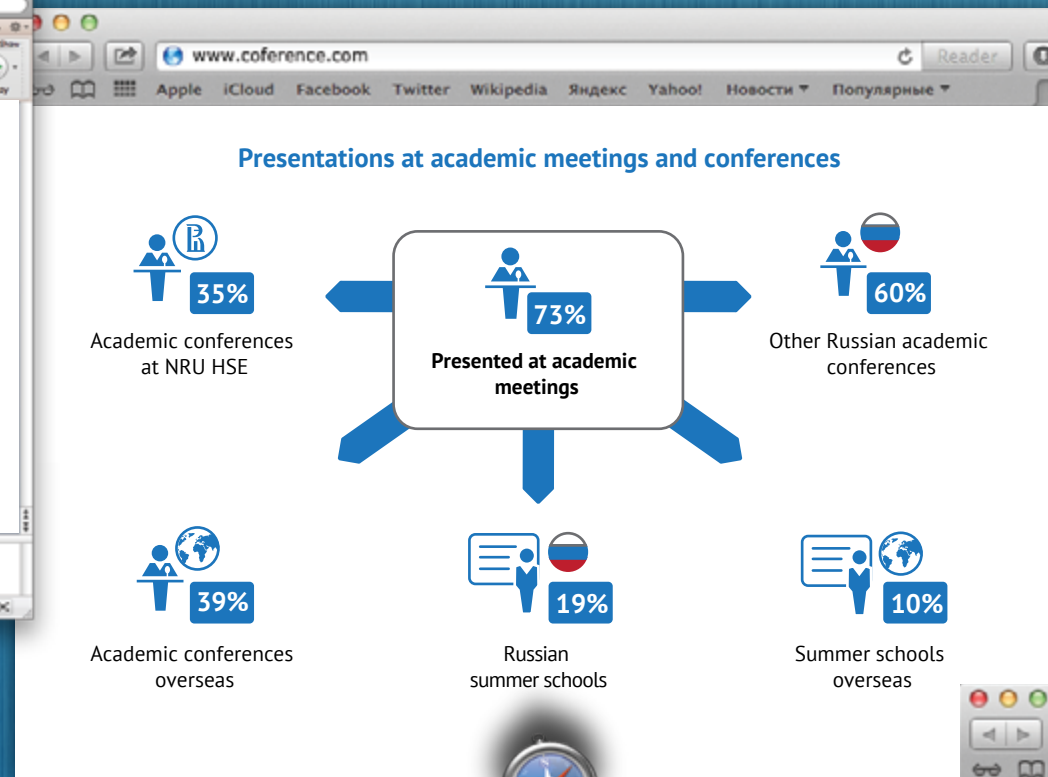 www.coference.com
Reader
Apple iCloud Facebook Twitter Wikipedia Яндекс Yahoo! Новости Популярные
Presentations at academic meetings and conferences
35%
Academic conferences
at NRU HSE
73%
Presented at academic
meetings
60%
Other Russian academic
conferences
39%
Academic conferences
overseas
19%
Russian
summer schools
10%
Summer schools
overseas